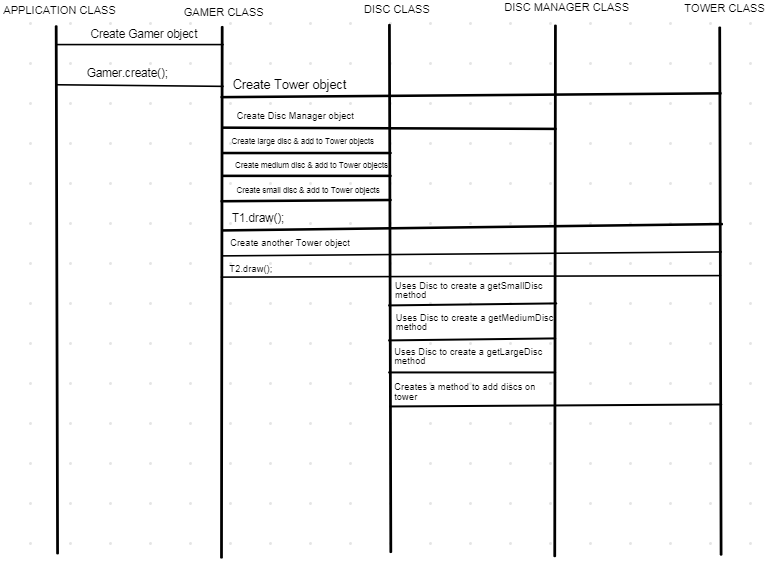 APPLICATION CLASS
GAMER CLASS
DISC CLASS
DISC MANAGER CLASS
TOWER CLASS
Create Gamer object
Gamer.create();
Create Tower object
Create Disc Manager object
Create large disc & add to Tower objects
Create medium disc & add to Tower objects
Create small disc & add to Tower objects
T1.draw();
Create another Tower object
T2.draw();
Uses Disc to create a getSmallDisc
method
Uses Disc to create a getMediumDisc
method
Uses Disc to create a getLargeDisc
method
Creates a method to add discs on
tower